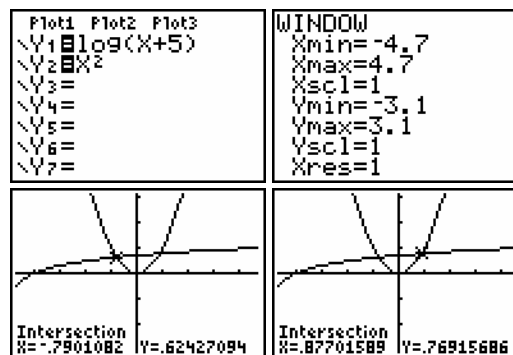 Plot1 Plot2 Plot3
\Y₁=log(X+5)
\Y₂=X²
\Y₃=
\Y₄=
\Y₅=
\Y₆=
\Y₇=
WINDOW
Xmin=-4.7
Xmax=4.7
Xscl=1
Ymin=-3.1
Ymax=3.1
Yscl=1
Xres=1
Intersection
X=-.7901082 Y=.62427094
Intersection
X=.87701589 Y=.76915686